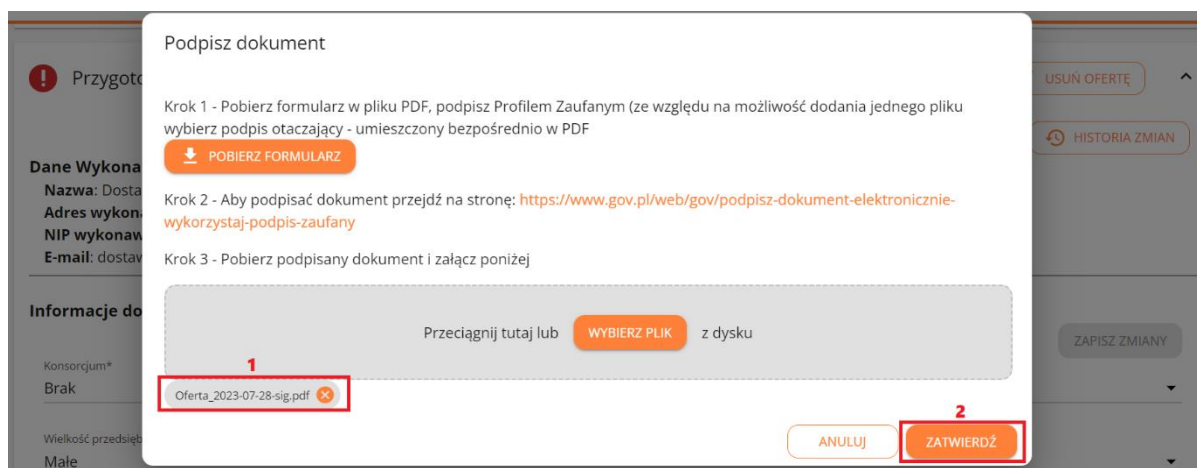 Podpisz dokument
! Przygoto
USUŃ OFERTĘ
Krok 1 - Pobierz formularz w pliku PDF, podpisz Profilem Zaufanym (ze względu na możliwość dodania jednego pliku
wybierz podpis otaczający - umieszczony bezpośrednio w PDF
POBIERZ FORMULARZ
HISTORIA ZMIAN
Dane Wykona
Nazwa: Dosta
Adres wykona
NIP wykonaw
E-mail: dostaw
Krok 2 - Aby podpisać dokument przejdź na stronę: https://www.gov.pl/web/gov/podpisz-dokument-elektronicznie-
wykorzystaj-podpis-zaufany
Krok 3 - Pobierz podpisany dokument i załącz poniżej
Informacje do
Przeciągnij tutaj lub WYBIERZ PLIK z dysku
ZAPISZ ZMIANY
Konsorcjum*
Brak
1
Oferta_2023-07-28-sig.pdf
2
ANULUJ ZATWIERDŹ
Wielkość przedsięb
Małe